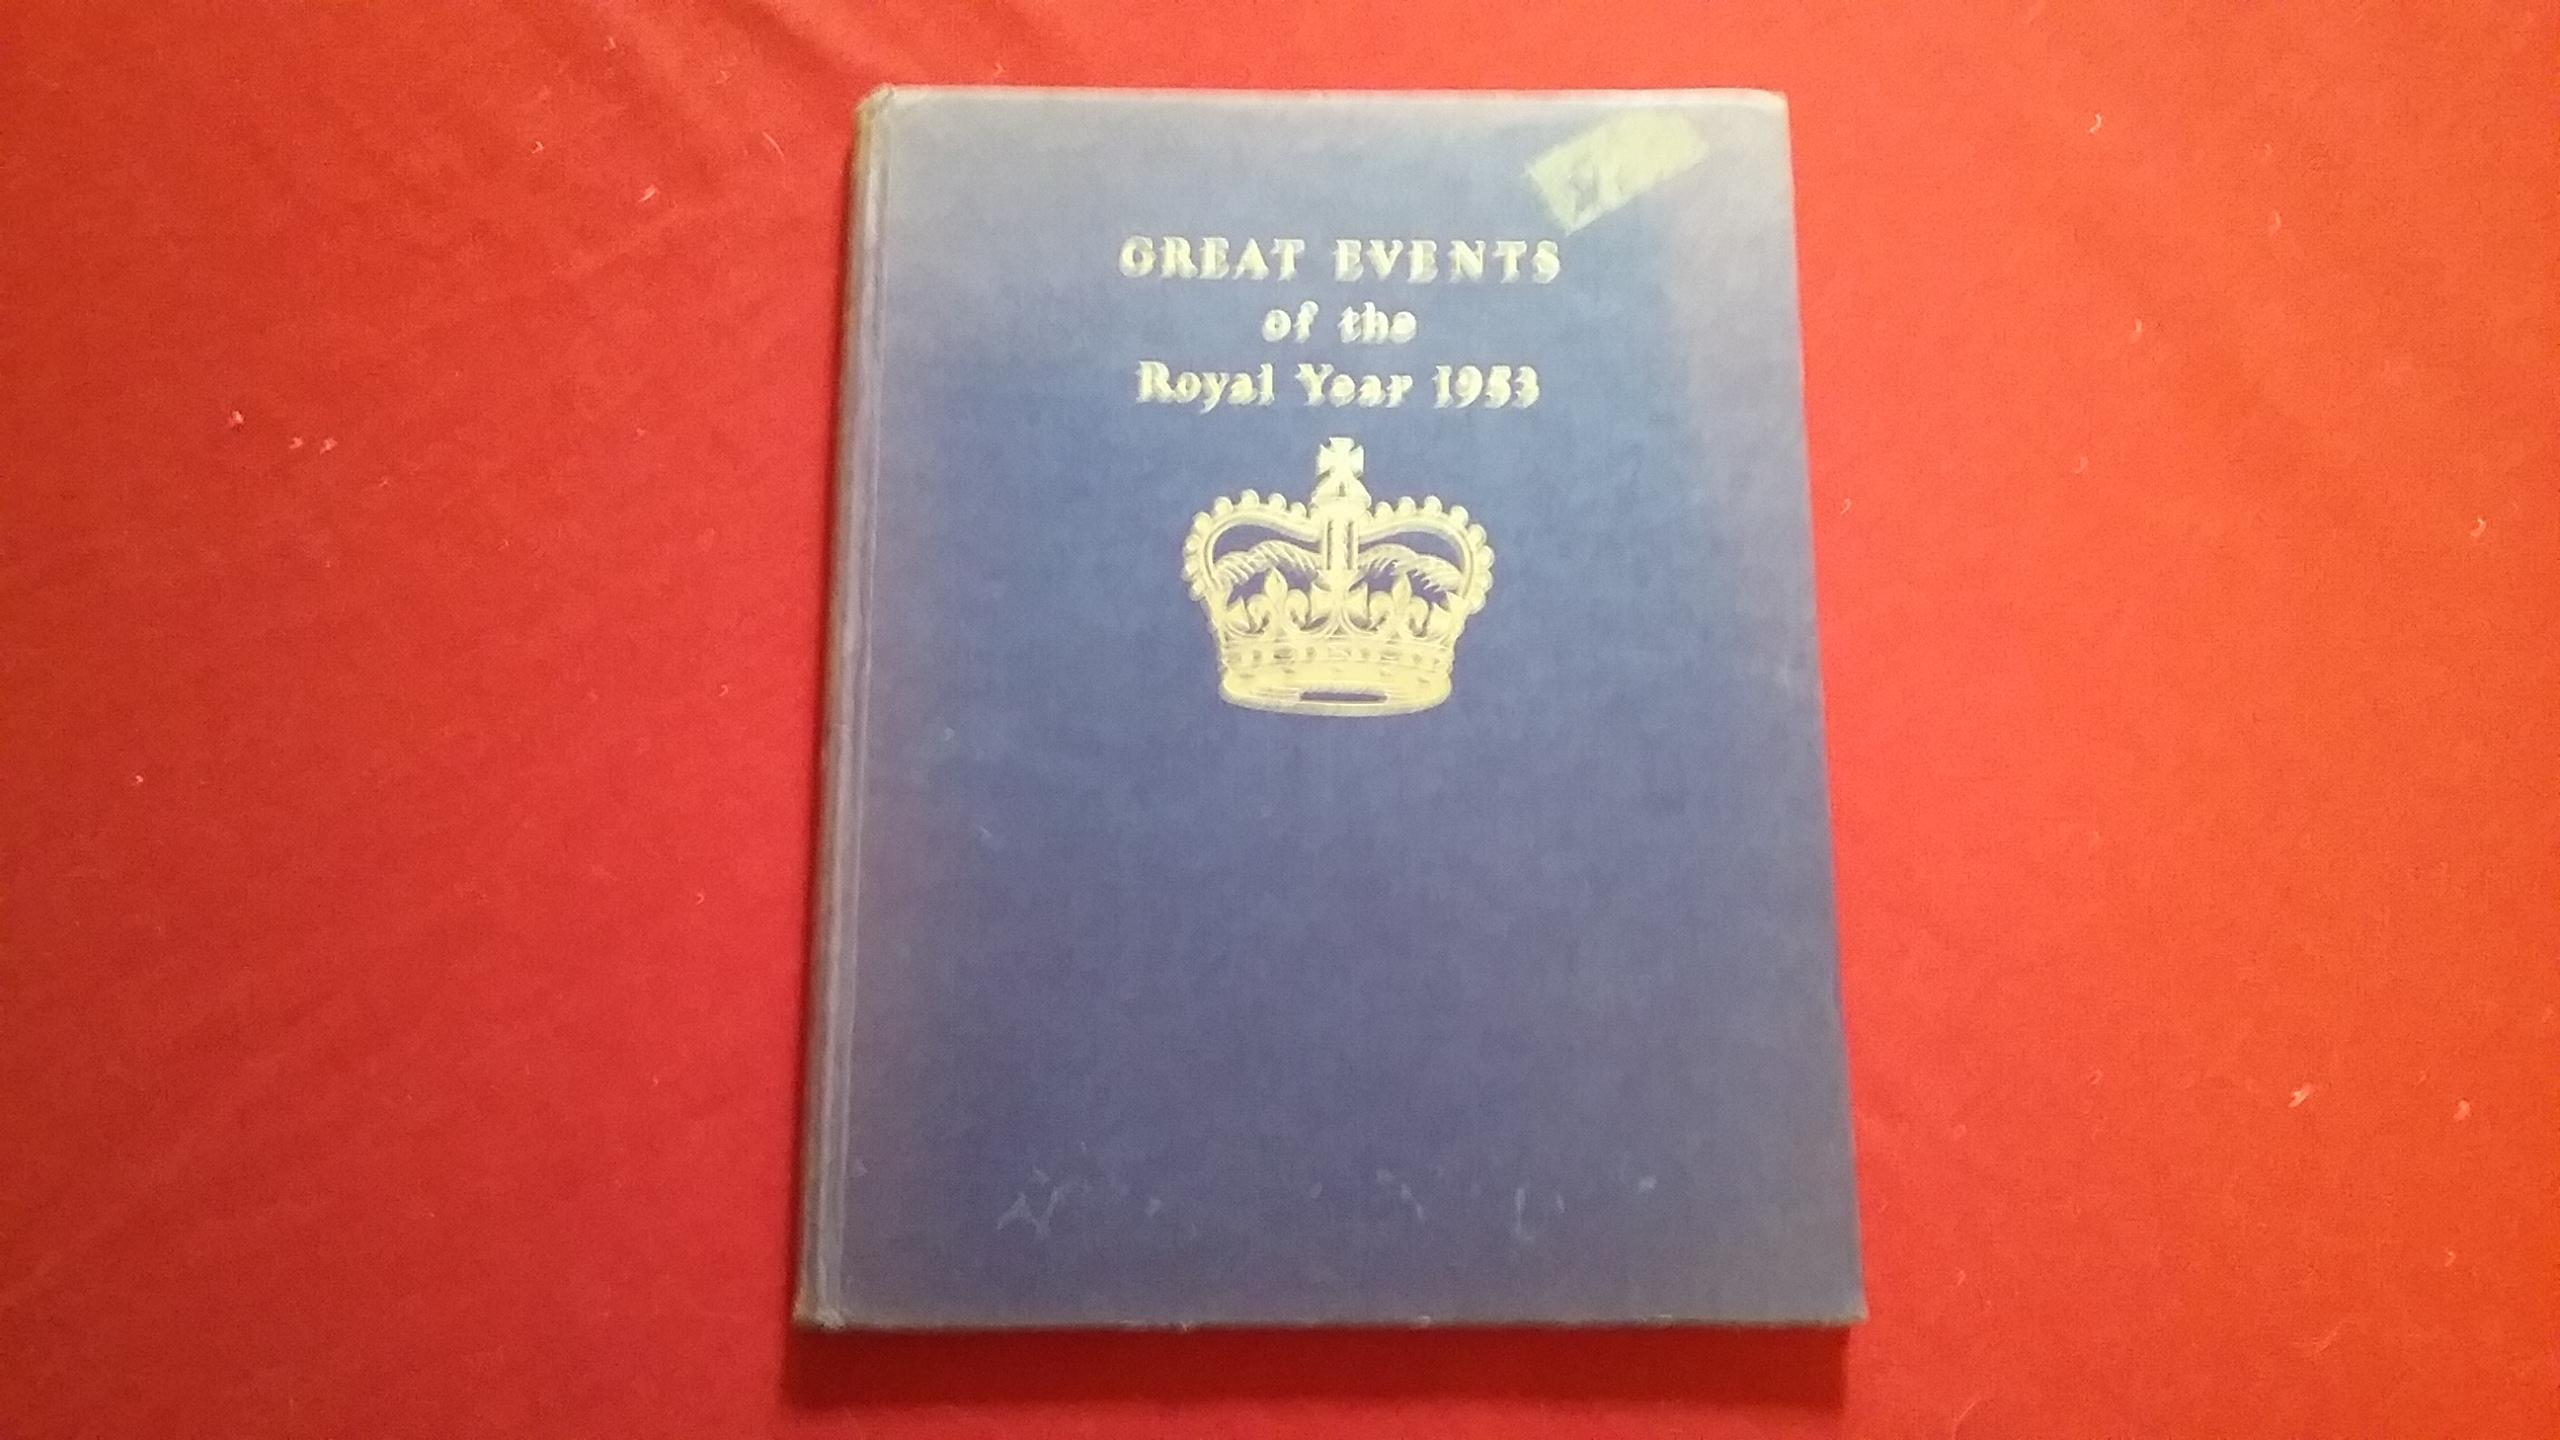 GREAT EVENTS
of the
Royal Year 1953